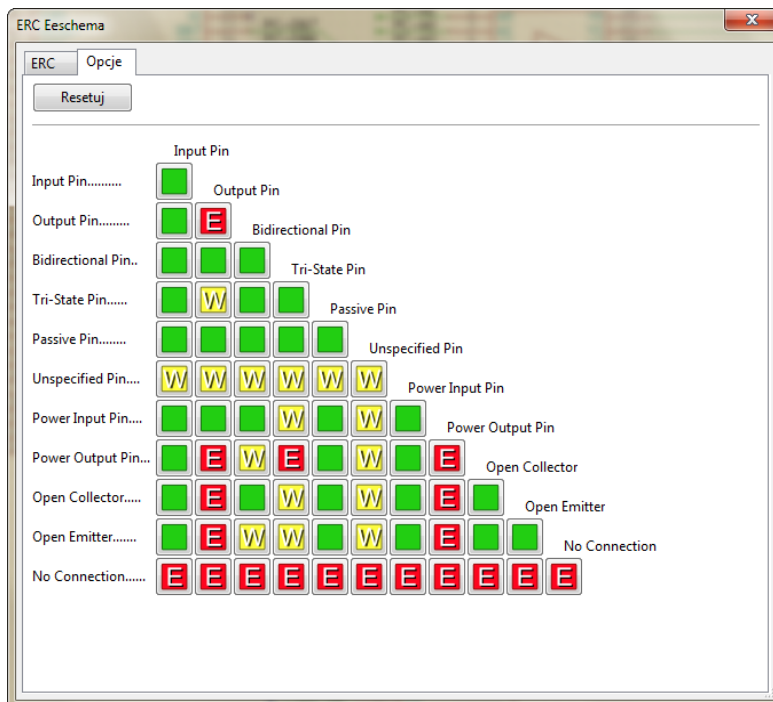 ERC Eeschema
ERC Opcje
Resetuj
Input Pin
Input Pin..........
Output Pin
Output Pin......... E
Bidirectional Pin
Bidirectional Pin..
Tri-State Pin
Tri-State Pin...... W
Passive Pin
Passive Pin........
Unspecified Pin
Unspecified Pin.... W W W W W W
Power Input Pin
Power Input Pin.... W W
Power Output Pin
Power Output Pin... E W E W E
Open Collector
Open Collector..... E W W E
Open Emitter
Open Emitter....... E W W W E
No Connection
No Connection...... E E E E E E E E E E E